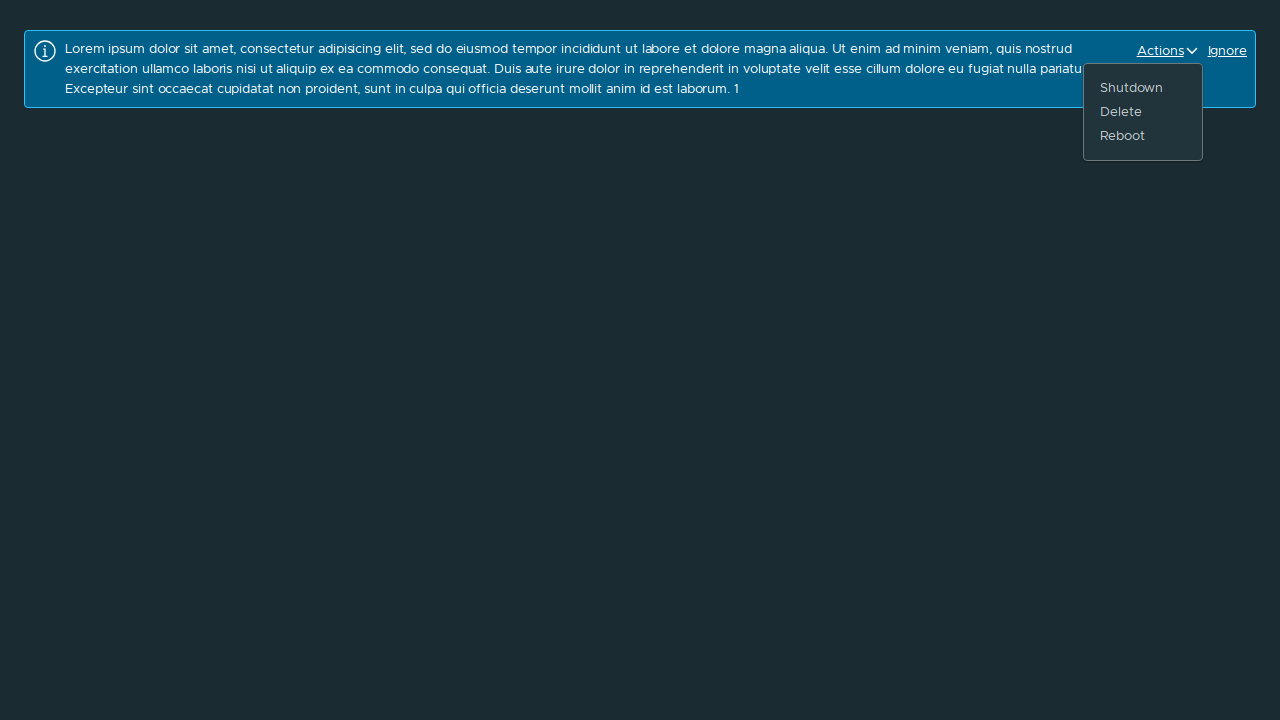 Lorem ipsum dolor sit amet, consectetur adipisicing elit, sed do eiusmod tempor incididunt ut labore et dolore magna aliqua. Ut enim ad minim veniam, quis nostrud
exercitation ullamco laboris nisi ut aliquip ex ea commodo consequat. Duis aute irure dolor in reprehenderit in voluptate velit esse cillum dolore eu fugiat nulla
Excepteur sint occaecat cupidatat non proident, sunt in culpa qui officia deserunt mollit anim id est laborum. 1
Actions
Ignore
Shutdown
Delete
Reboot